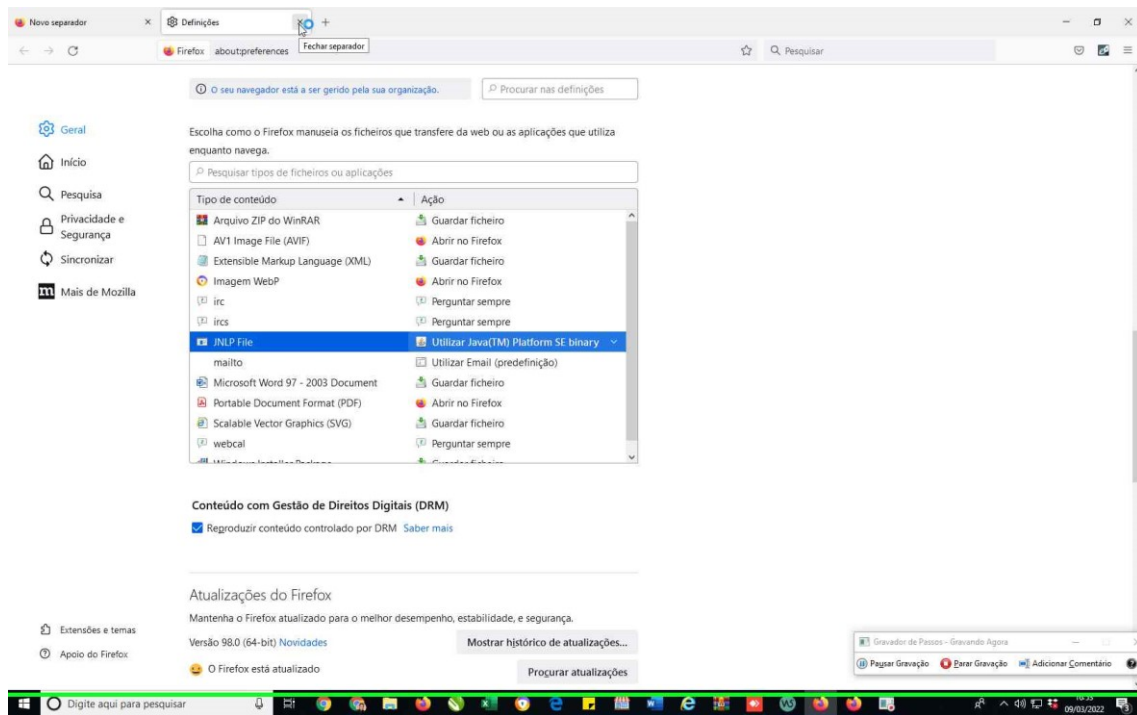 Novo separador
Definições
Fechar separador
Firefox about:preferences
Pesquisar
O seu navegador está a ser gerido pela sua organização.
Procurar nas definições
Geral
Início
Pesquisa
Privacidade e
Segurança
Sincronizar
Mais de Mozilla
Escolha como o Firefox manuseia os ficheiros que transfere da web ou as aplicações que utiliza
enquanto navega.
Pesquisar tipos de ficheiros ou aplicações
Tipo de conteúdo Ação
Arquivo ZIP do WinRAR Guardar ficheiro
AV1 Image File (AVIF) Abrir no Firefox
Extensible Markup Language (XML) Guardar ficheiro
Imagem WebP Abrir no Firefox
irc Perguntar sempre
ircs Perguntar sempre
JNLP File Utilizar Java(TM) Platform SE binary
mailto Utilizar Email (predefinição)
Microsoft Word 97 - 2003 Document Guardar ficheiro
Portable Document Format (PDF) Abrir no Firefox
Scalable Vector Graphics (SVG) Guardar ficheiro
webcal Perguntar sempre
Conteúdo com Gestão de Direitos Digitais (DRM)
Reproduzir conteúdo controlado por DRM Saber mais
Atualizações do Firefox
Mantenha o Firefox atualizado para o melhor desempenho, estabilidade, e segurança.
Versão 98.0 (64-bit) Novidades
Mostrar histórico de atualizações...
O Firefox está atualizado
Procurar atualizações
Extensões e temas
Apoio do Firefox
Gravador de Passos - Gravando Agora
Pausar Gravação Parar Gravação Adicionar Comentário
Digite aqui para pesquisar
09/03/2022